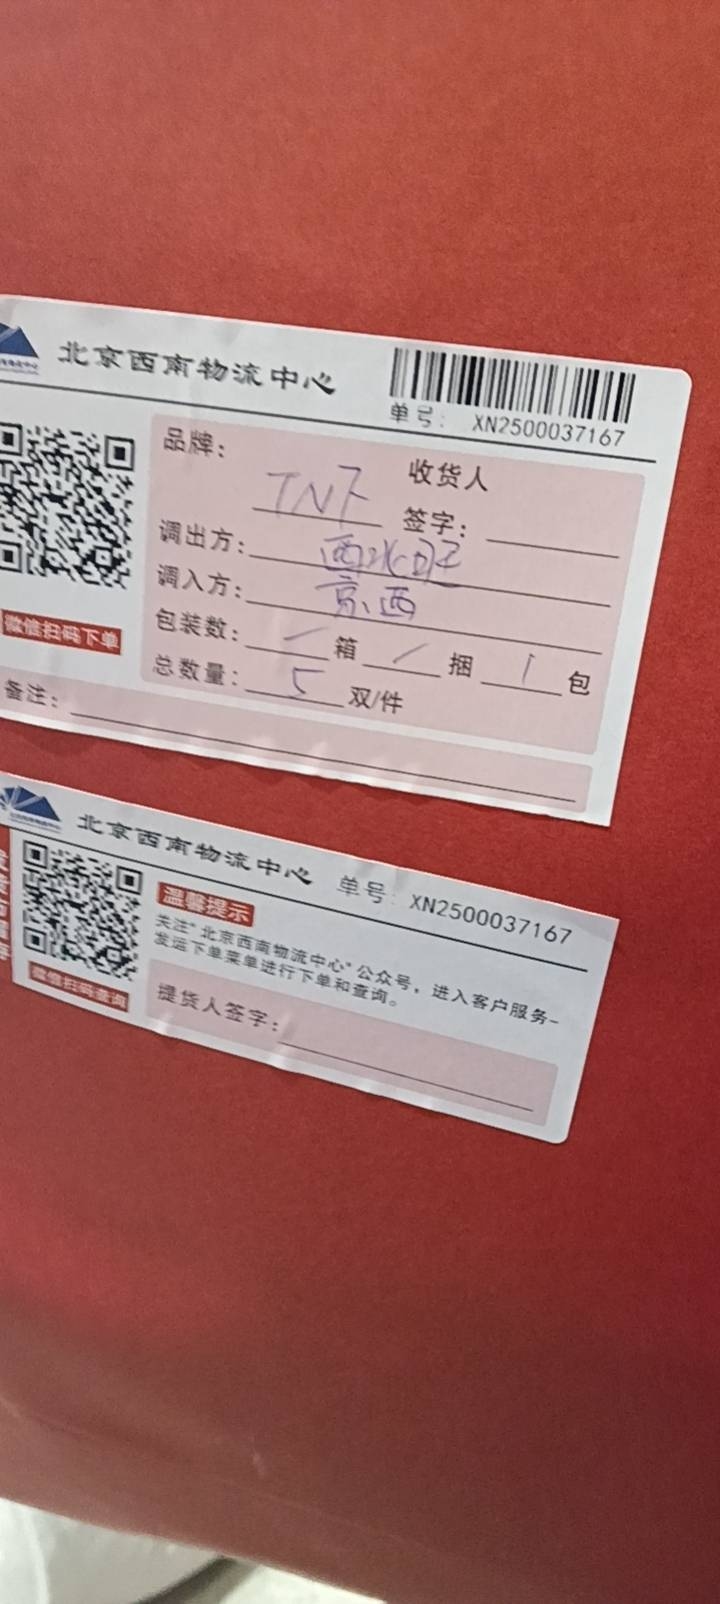 北京西南物流中心
单号: XN2500037167
品牌: TNF
收货人
签字:
调出方: 西水旺
调入方: 京西
包装数: 一 箱 / 捆 1 包
总数量: 5 双/件
微信扫码下单
备注:
北京西南物流中心
单号: XN2500037167
温馨提示
关注"北京西南物流中心"公众号，进入客户服务-
发运下单菜单进行下单和查询。
微信扫码查询
提货人签字: